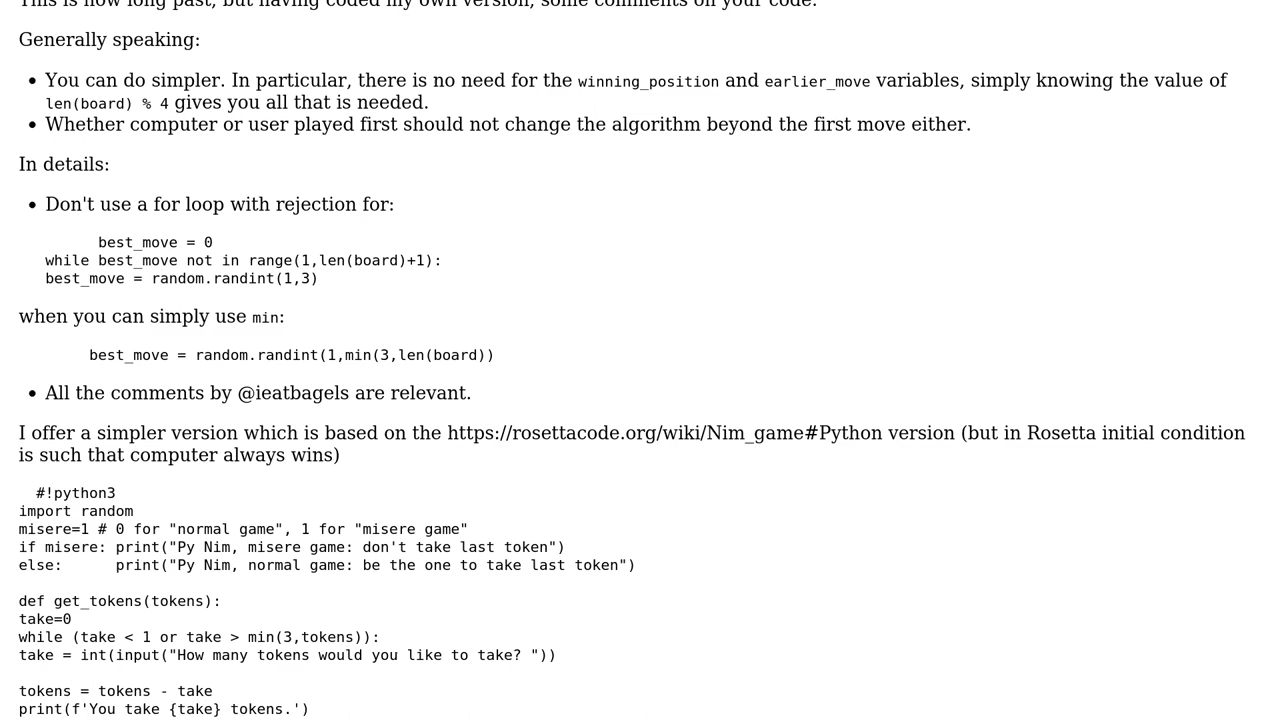 This is now long past, but having coded my own version, some comments on your code.
Generally speaking:
• You can do simpler. In particular, there is no need for the winning_position and earlier_move variables, simply knowing the value of
len(board) % 4 gives you all that is needed.
• Whether computer or user played first should not change the algorithm beyond the first move either.
In details:
• Don't use a for loop with rejection for:
best_move = 0
while best_move not in range(1,len(board)+1):
best_move = random.randint(1,3)
when you can simply use min:
best_move = random.randint(1,min(3,len(board))
• All the comments by @ieatbagels are relevant.
I offer a simpler version which is based on the https://rosettacode.org/wiki/Nim_game#Python version (but in Rosetta initial condition
is such that computer always wins)
#!python3
import random
misere=1 # 0 for "normal game", 1 for "misere game"
if misere: print("Py Nim, misere game: don't take last token")
else:      print("Py Nim, normal game: be the one to take last token")
def get_tokens(tokens):
take=0
while (take < 1 or take > min(3,tokens)):
take = int(input("How many tokens would you like to take? "))
tokens = tokens - take
print(f'You take {take} tokens.')